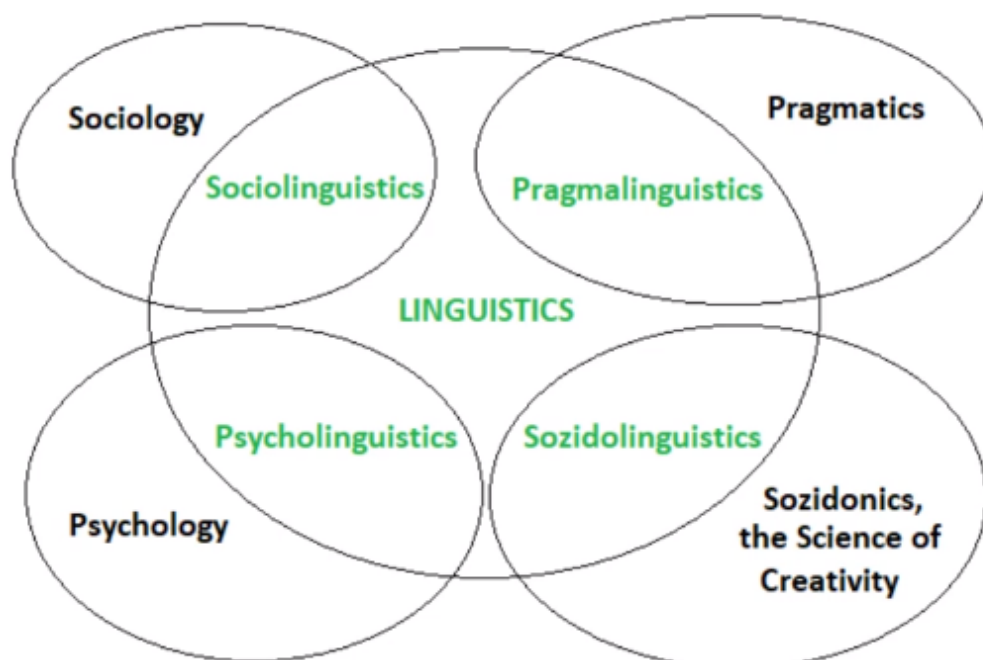 Sociology
Pragmatics
Sociolinguistics
Pragmalinguistics
LINGUISTICS
Psycholinguistics
Sozidolinguistics
Psychology
Sozidonics,
the Science of
Creativity